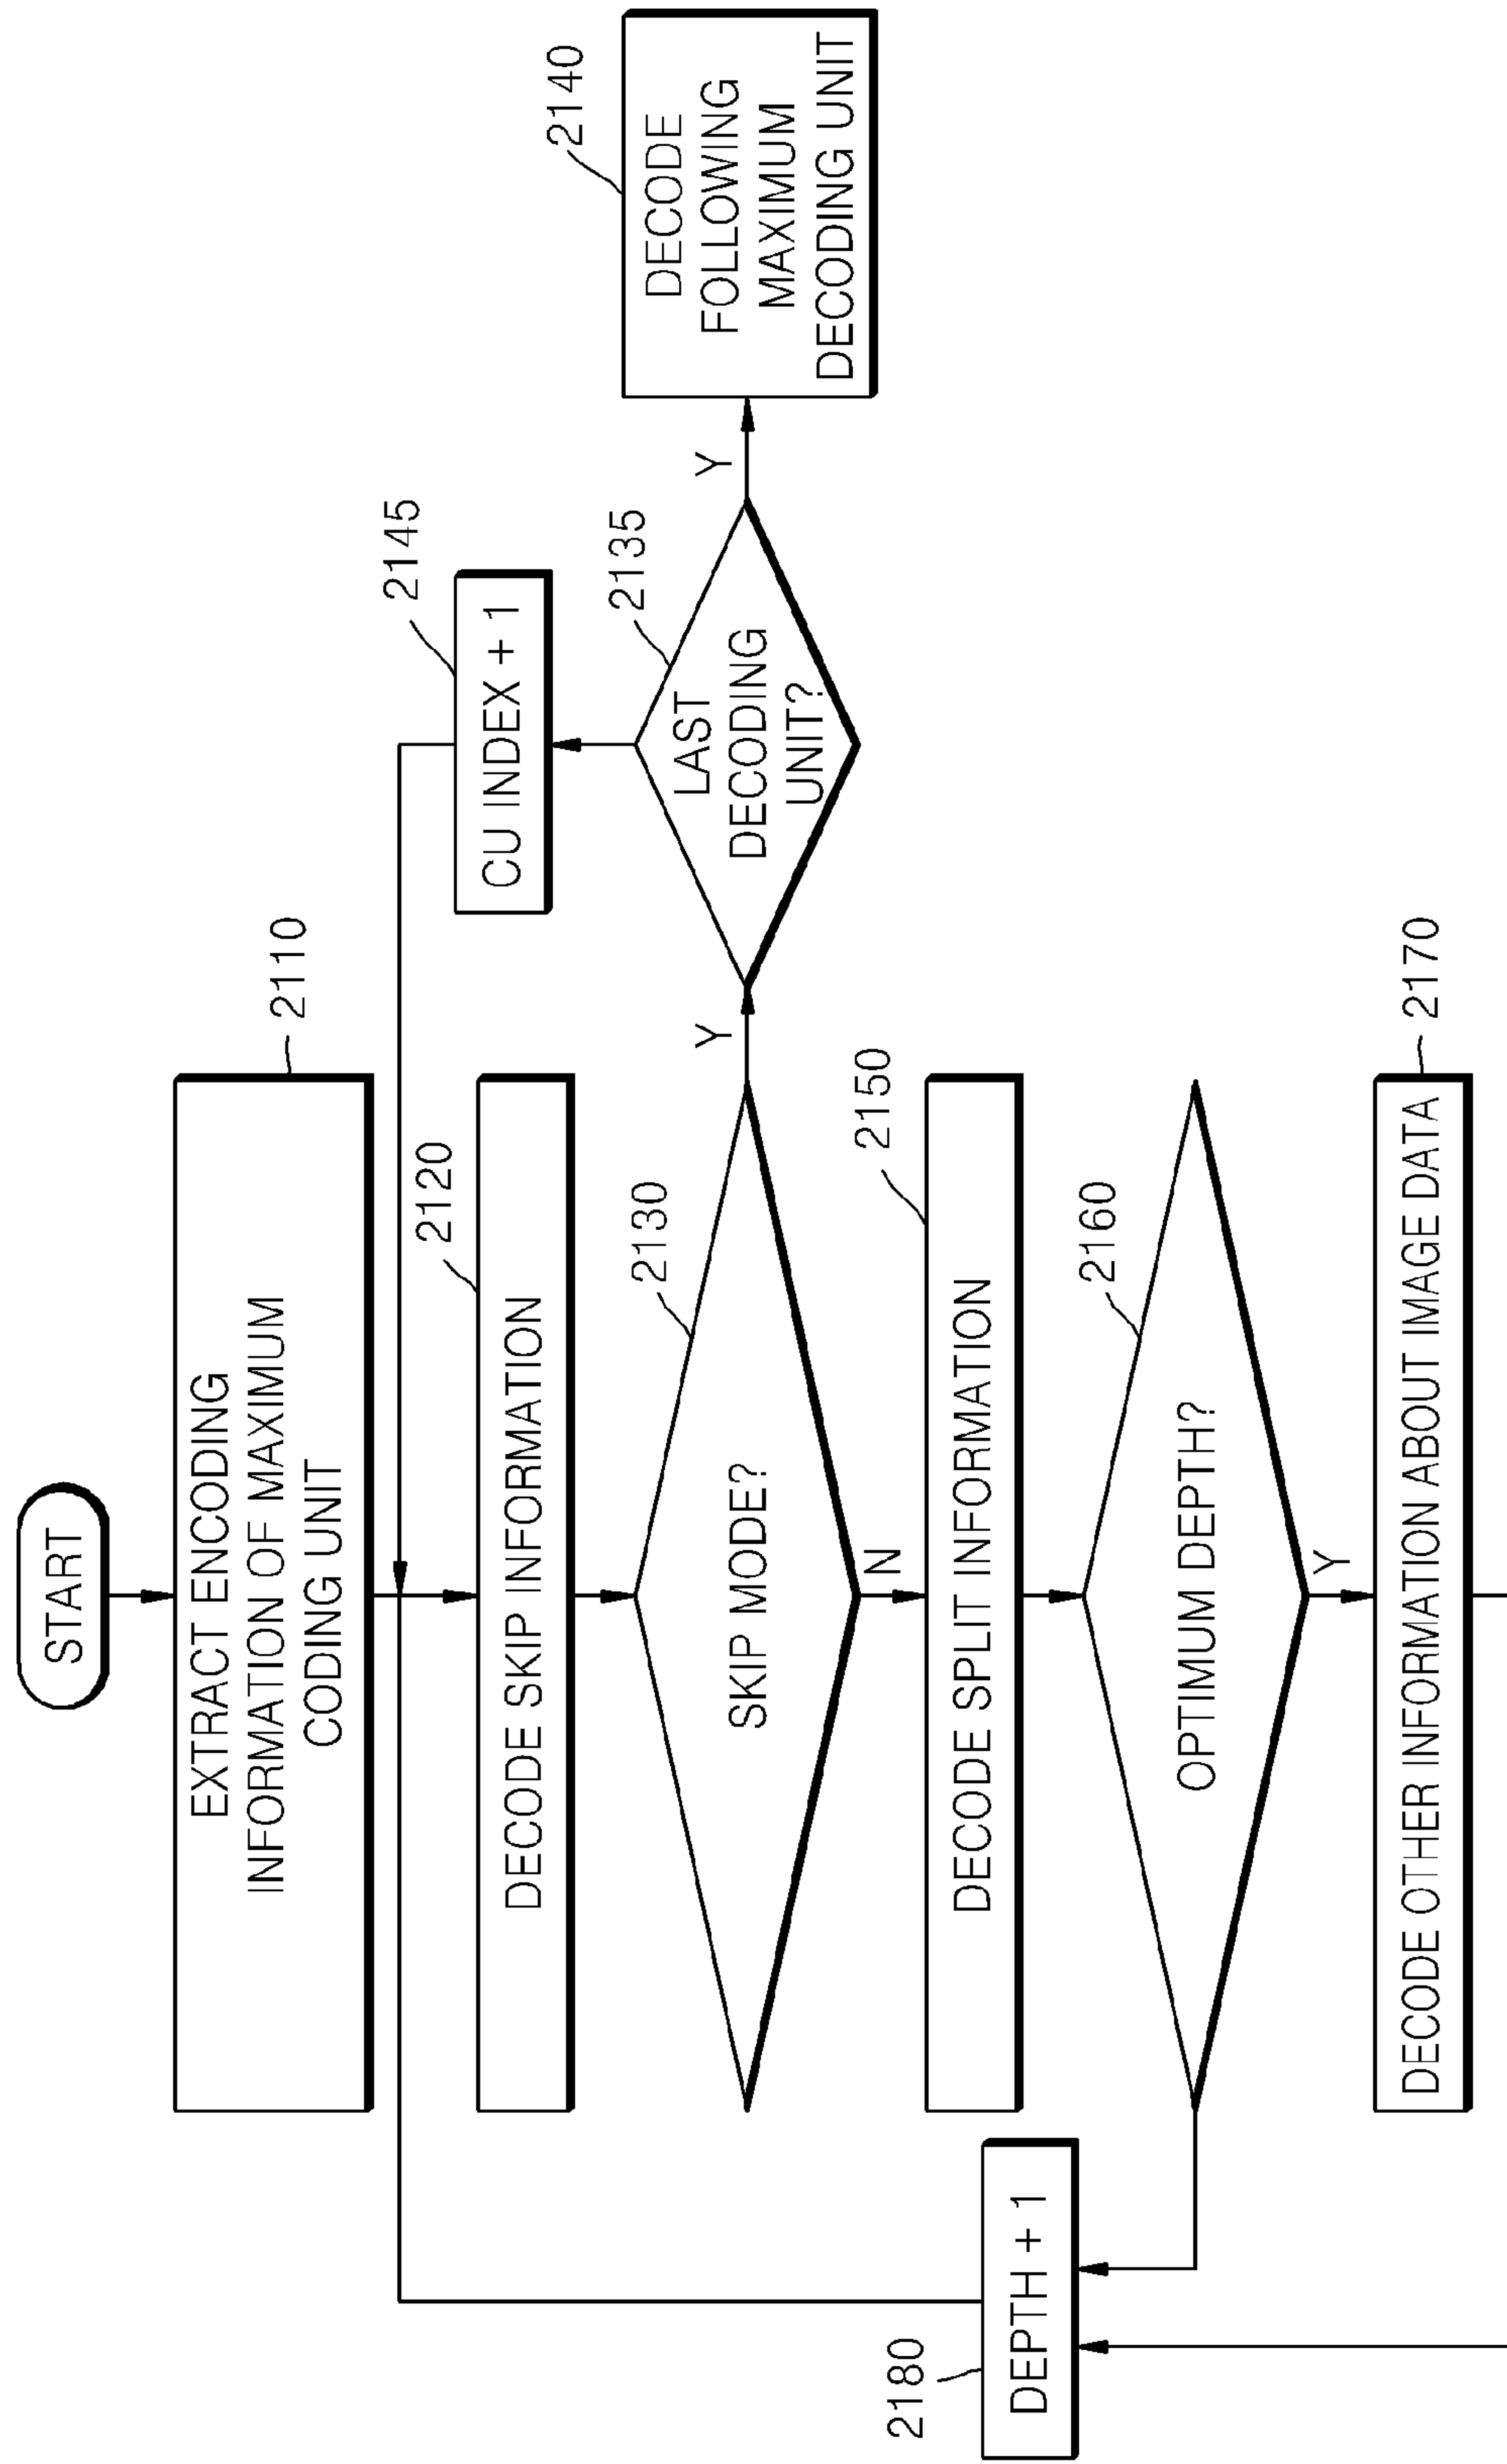 START
EXTRACT ENCODING
INFORMATION OF MAXIMUM
CODING UNIT
2110
DECODE SKIP INFORMATION
2120
CU INDEX + 1
2145
SKIP MODE?
2130
Y
LAST
DECODING
UNIT?
2135
Y
DECODE
FOLLOWING
MAXIMUM
DECODING UNIT
2140
N
DECODE SPLIT INFORMATION
2150
2180
DEPTH + 1
OPTIMUM DEPTH?
2160
Y
DECODE OTHER INFORMATION ABOUT IMAGE DATA
2170